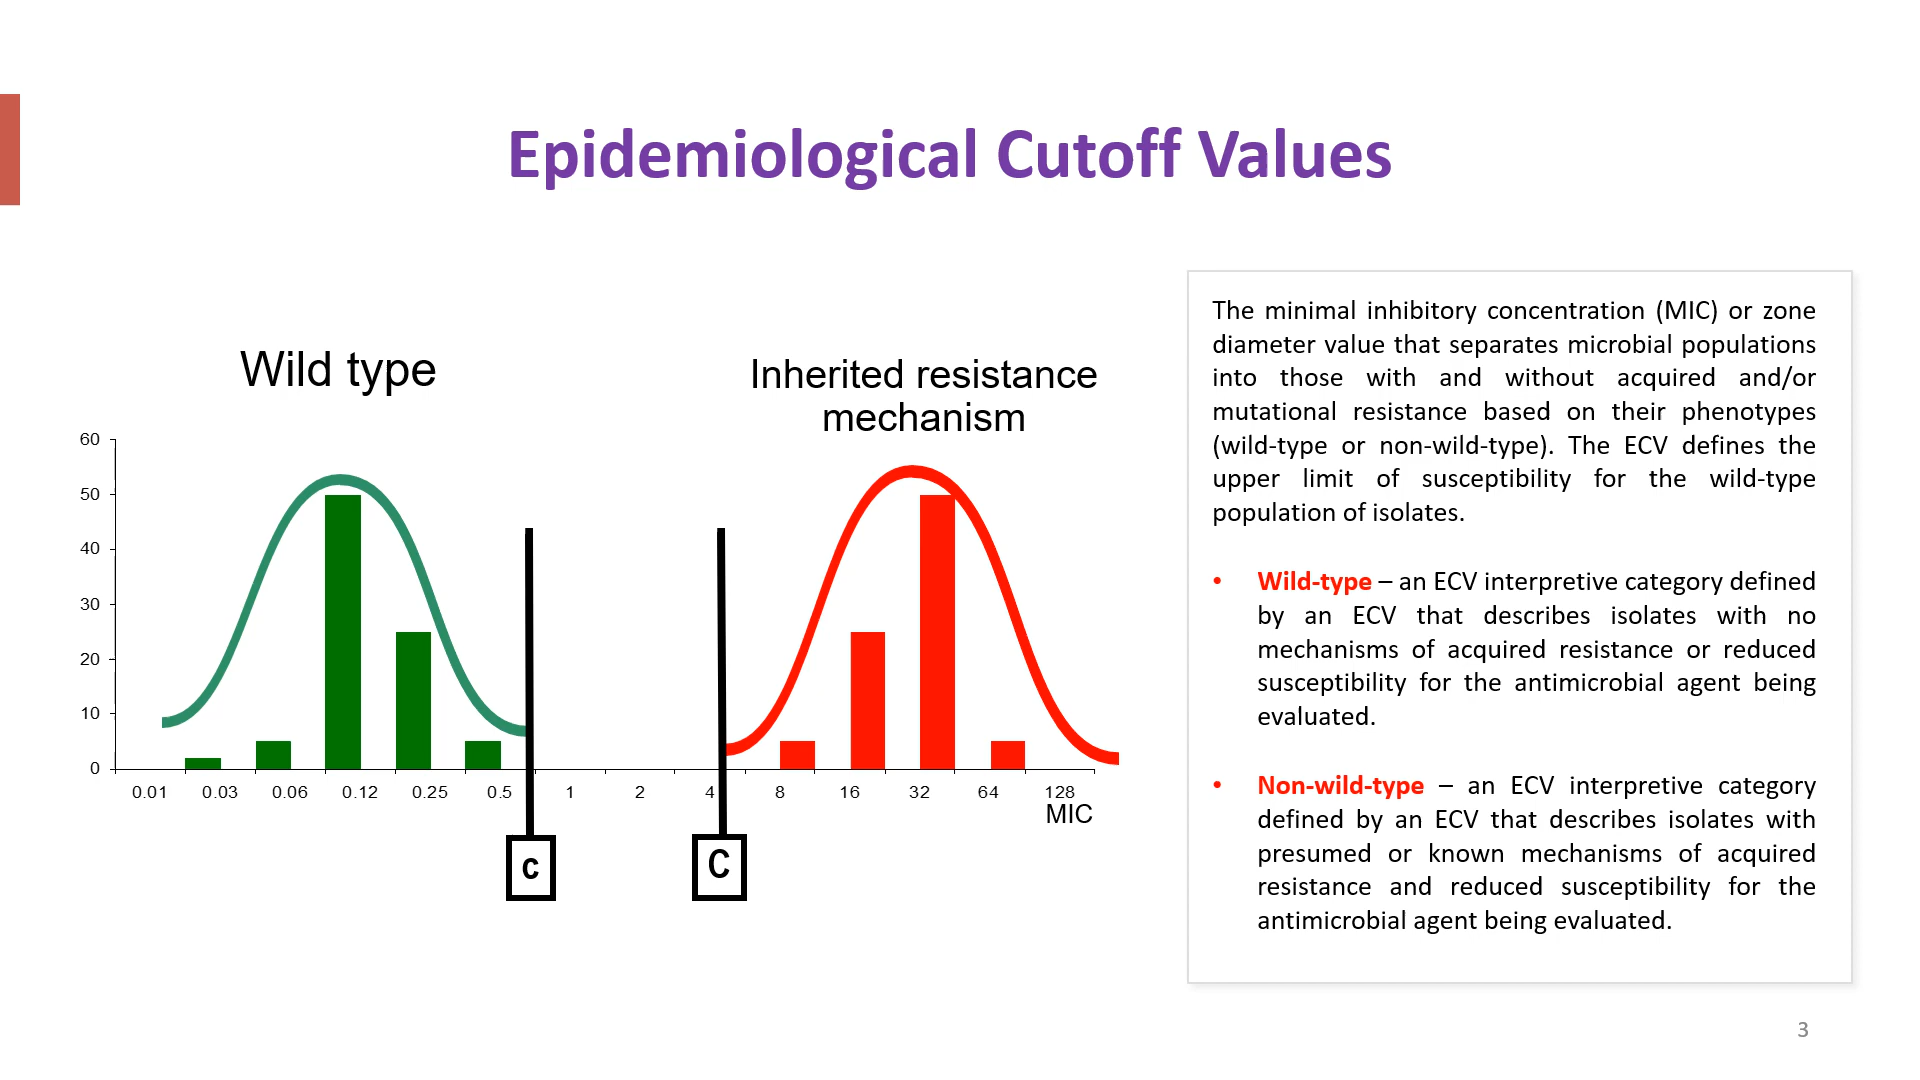 Epidemiological Cutoff Values
Wild type
Inherited resistance
mechanism
60
50
40
30
20
10
0
0.01 0.03 0.06 0.12 0.25 0.5 1 2 4 8 16 32 64 128
MIC
c
C
The minimal inhibitory concentration (MIC) or zone
diameter value that separates microbial populations
into those with and without acquired and/or
mutational resistance based on their phenotypes
(wild-type or non-wild-type). The ECV defines the
upper limit of susceptibility for the wild-type
population of isolates.
• Wild-type – an ECV interpretive category defined
by an ECV that describes isolates with no
mechanisms of acquired resistance or reduced
susceptibility for the antimicrobial agent being
evaluated.
• Non-wild-type – an ECV interpretive category
defined by an ECV that describes isolates with
presumed or known mechanisms of acquired
resistance and reduced susceptibility for the
antimicrobial agent being evaluated.
3